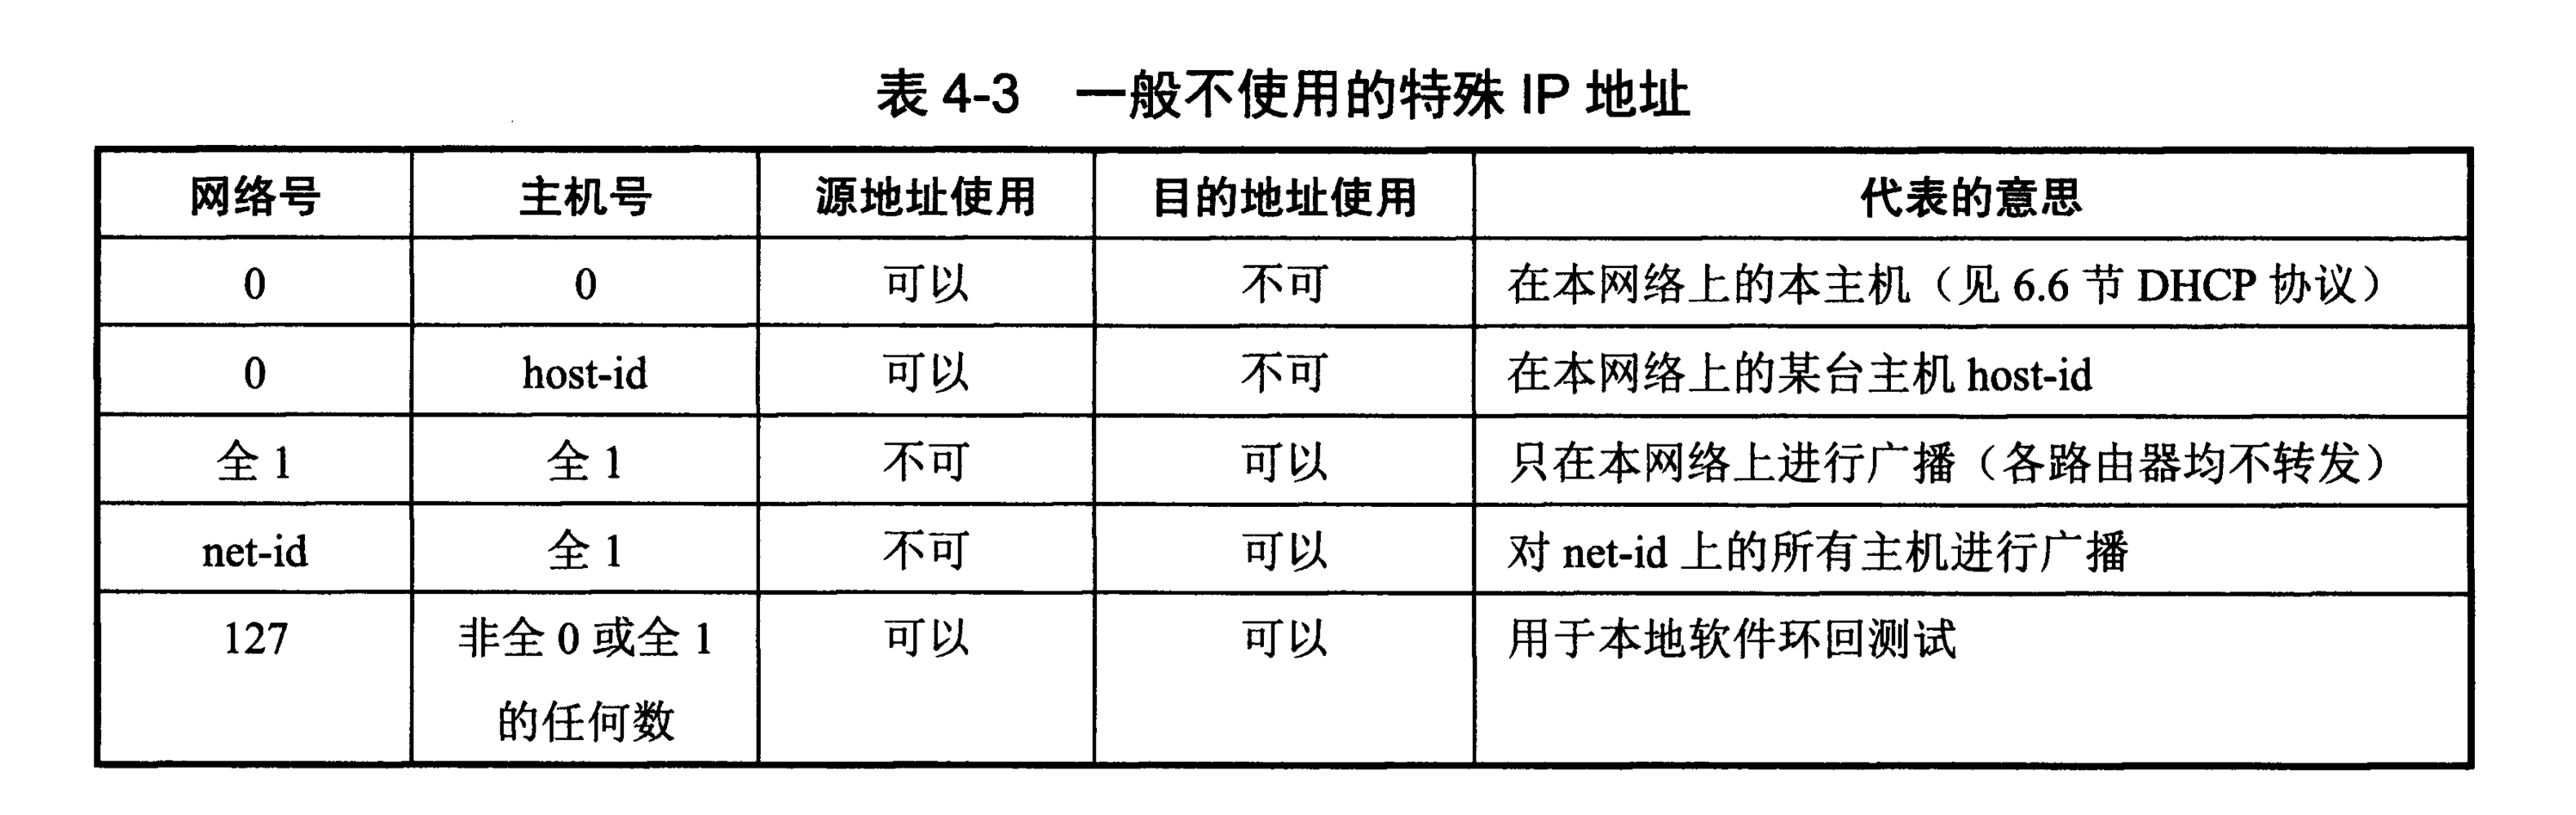 表 4-3 一般不使用的特殊 IP 地址
网络号 主机号 源地址使用 目的地址使用 代表的意思
0 0 可以 不可 在本网络上的本主机（见 6.6 节 DHCP 协议）
0 host-id 可以 不可 在本网络上的某台主机 host-id
全 1 全 1 不可 可以 只在本网络上进行广播（各路由器均不转发）
net-id 全 1 不可 可以 对 net-id 上的所有主机进行广播
127 非全 0 或全 1 可以 可以 用于本地软件环回测试
的任何数